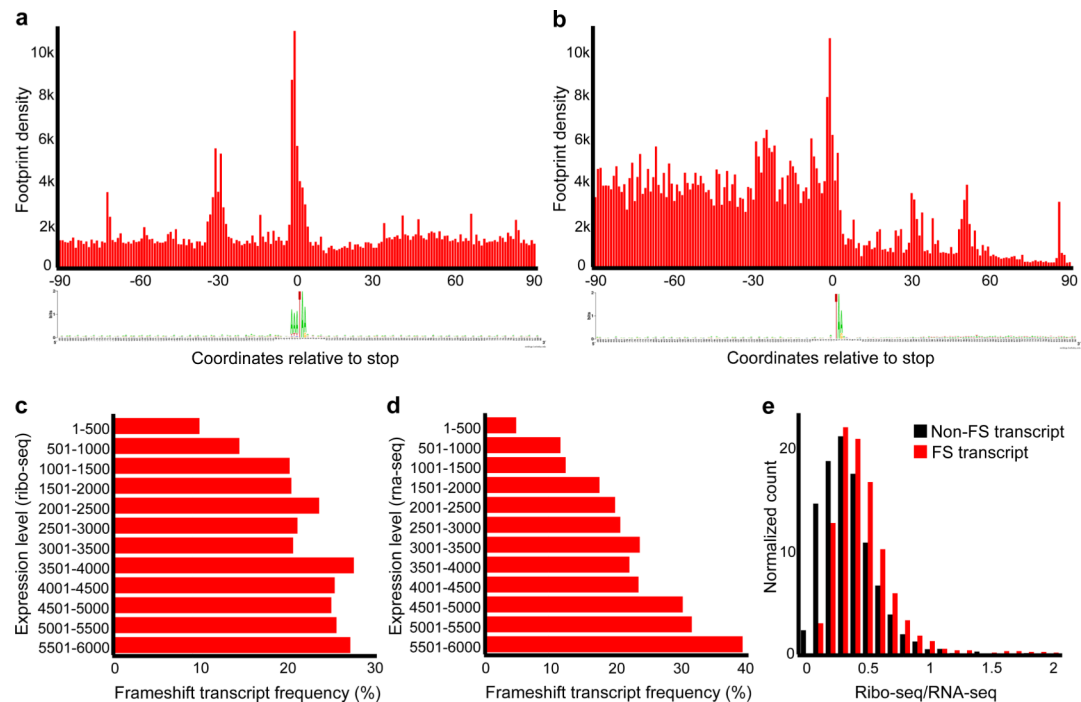 a
Footprint density
10k
8k
6k
4k
2k
0
-90
-60
-30
0
30
60
90
Coordinates relative to stop
b
Footprint density
10k
8k
6k
4k
2k
0
-90
-60
-30
0
30
60
90
Coordinates relative to stop
c
Expression level (ribo-seq)
1-500
501-1000
1001-1500
1501-2000
2001-2500
2501-3000
3001-3500
3501-4000
4001-4500
4501-5000
5001-5500
5501-6000
0
10
20
30
Frameshift transcript frequency (%)
d
Expression level (rna-seq)
1-500
501-1000
1001-1500
1501-2000
2001-2500
2501-3000
3001-3500
3501-4000
4001-4500
4501-5000
5001-5500
5501-6000
0
10
20
30
40
Frameshift transcript frequency (%)
e
Normalized count
20
10
0
Non-FS transcript
FS transcript
0
0.5
1
1.5
2
Ribo-seq/RNA-seq